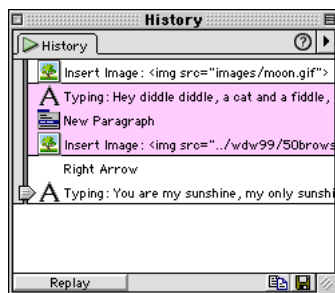 History
History
?
Insert Image: <img src="images/moon.gif">
Typing: Hey diddle diddle, a cat and a fiddle,
New Paragraph
Insert Image: <img src="../wdw99/50brows
Right Arrow
Typing: You are my sunshine, my only sunshi
Replay